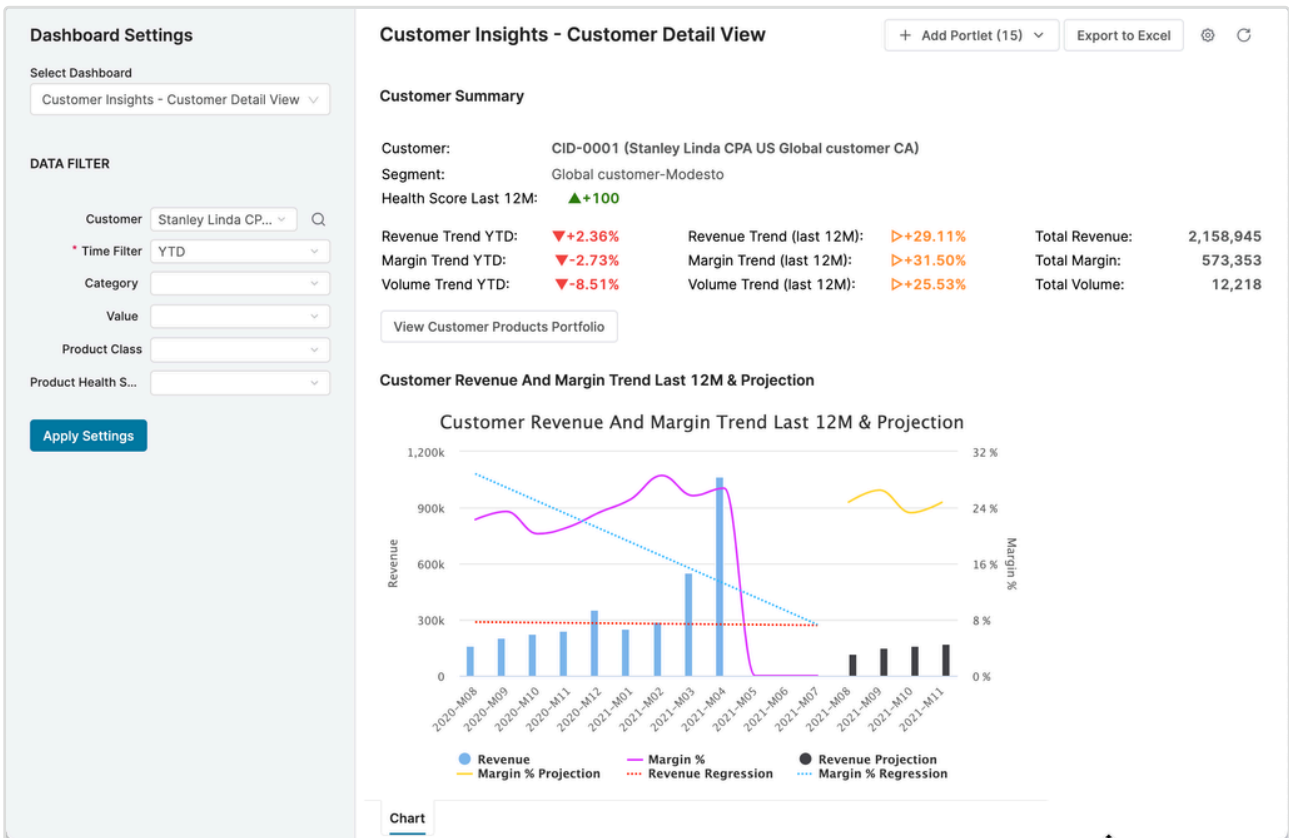 Dashboard Settings
Select Dashboard
Customer Insights - Customer Detail View
DATA FILTER
Customer Stanley Linda CP...
* Time Filter YTD
Category
Value
Product Class
Product Health S...
Apply Settings
Customer Insights - Customer Detail View
+ Add Portlet (15)
Export to Excel
Customer Summary
Customer: CID-0001 (Stanley Linda CPA US Global customer CA)
Segment: Global customer-Modesto
Health Score Last 12M: ▲+100
Revenue Trend YTD: ▼+2.36% Revenue Trend (last 12M): ▷+29.11% Total Revenue: 2,158,945
Margin Trend YTD: ▼-2.73% Margin Trend (last 12M): ▷+31.50% Total Margin: 573,353
Volume Trend YTD: ▼-8.51% Volume Trend (last 12M): ▷+25.53% Total Volume: 12,218
View Customer Products Portfolio
Customer Revenue And Margin Trend Last 12M & Projection
Customer Revenue And Margin Trend Last 12M & Projection
1,200k 32 %
900k 24 %
600k 16 %
300k 8 %
0 0 %
Revenue
Margin %
2020-M08 2020-M09 2020-M10 2020-M11 2020-M12 2021-M01 2021-M02 2021-M03 2021-M04 2021-M05 2021-M06 2021-M07 2021-M08 2021-M09 2021-M10 2021-M11
Revenue Margin % Revenue Projection
Margin % Projection Revenue Regression Margin % Regression
Chart